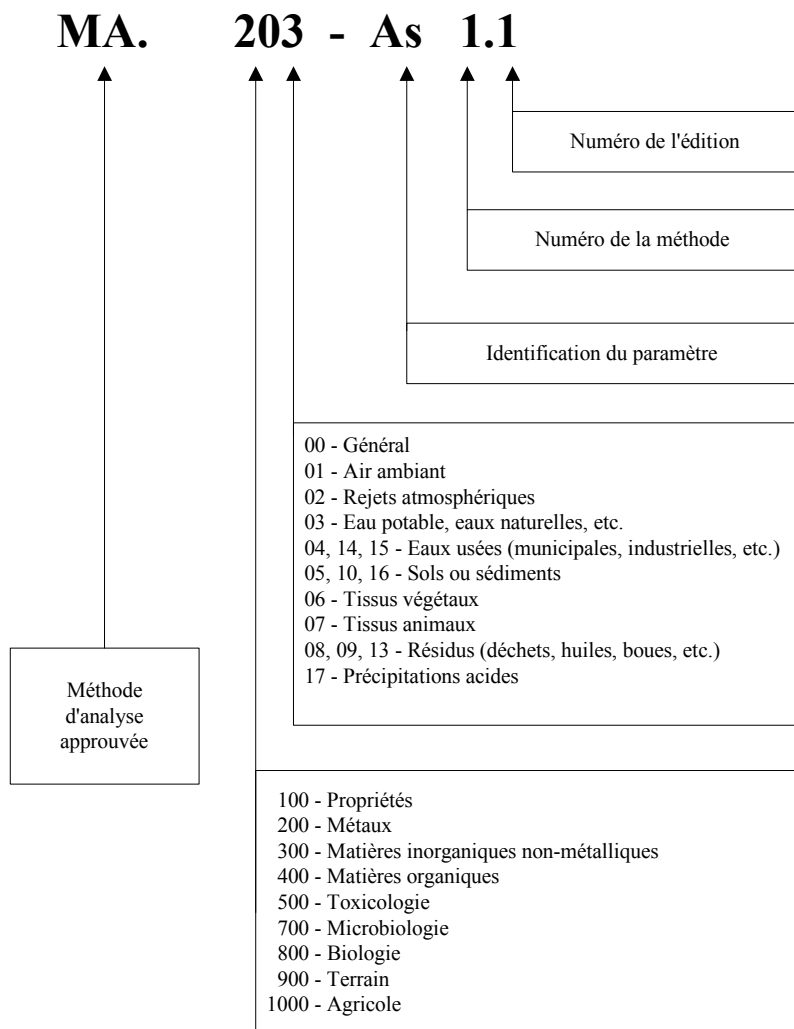 MA. 203 - As 1.1
Numéro de l'édition
Numéro de la méthode
Identification du paramètre
00 - Général
01 - Air ambiant
02 - Rejets atmosphériques
03 - Eau potable, eaux naturelles, etc.
04, 14, 15 - Eaux usées (municipales, industrielles, etc.)
05, 10, 16 - Sols ou sédiments
06 - Tissus végétaux
07 - Tissus animaux
08, 09, 13 - Résidus (déchets, huiles, boues, etc.)
17 - Précipitations acides
Méthode
d'analyse
approuvée
100 - Propriétés
200 - Métaux
300 - Matières inorganiques non-métalliques
400 - Matières organiques
500 - Toxicologie
700 - Microbiologie
800 - Biologie
900 - Terrain
1000 - Agricole